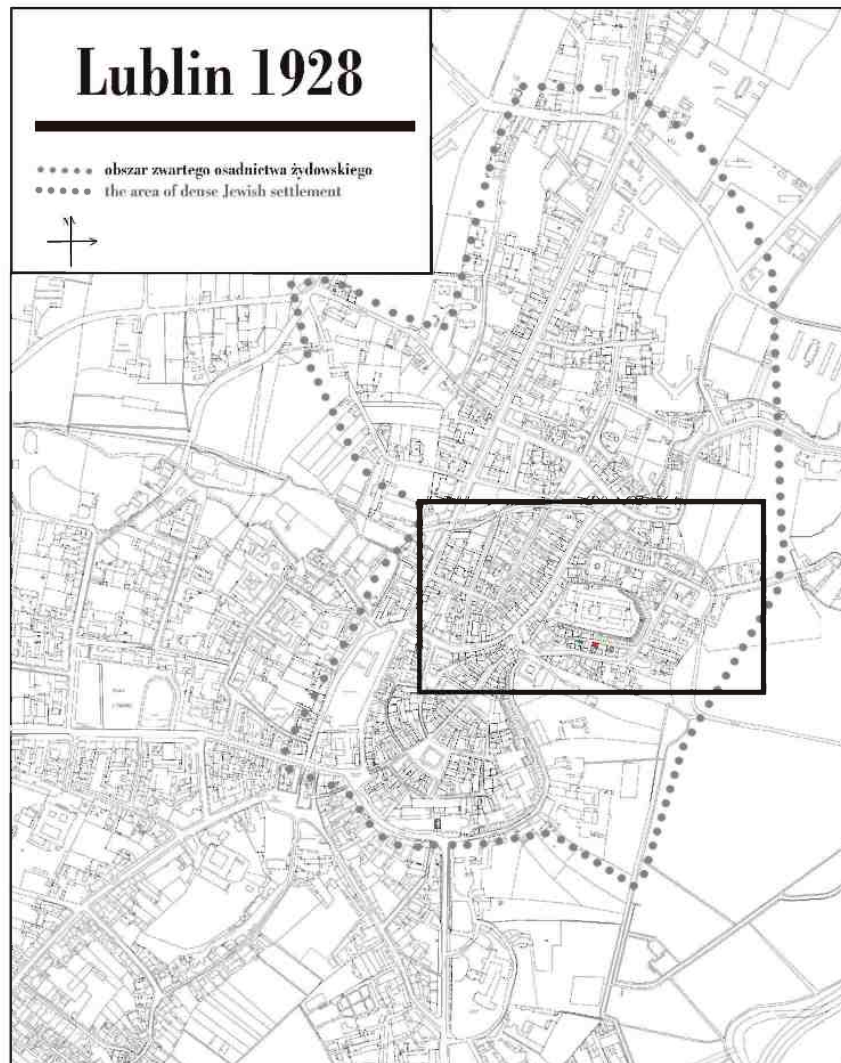 Lublin 1928
obszar zwartego osadnictwa żydowskiego
the area of dense Jewish settlement
N